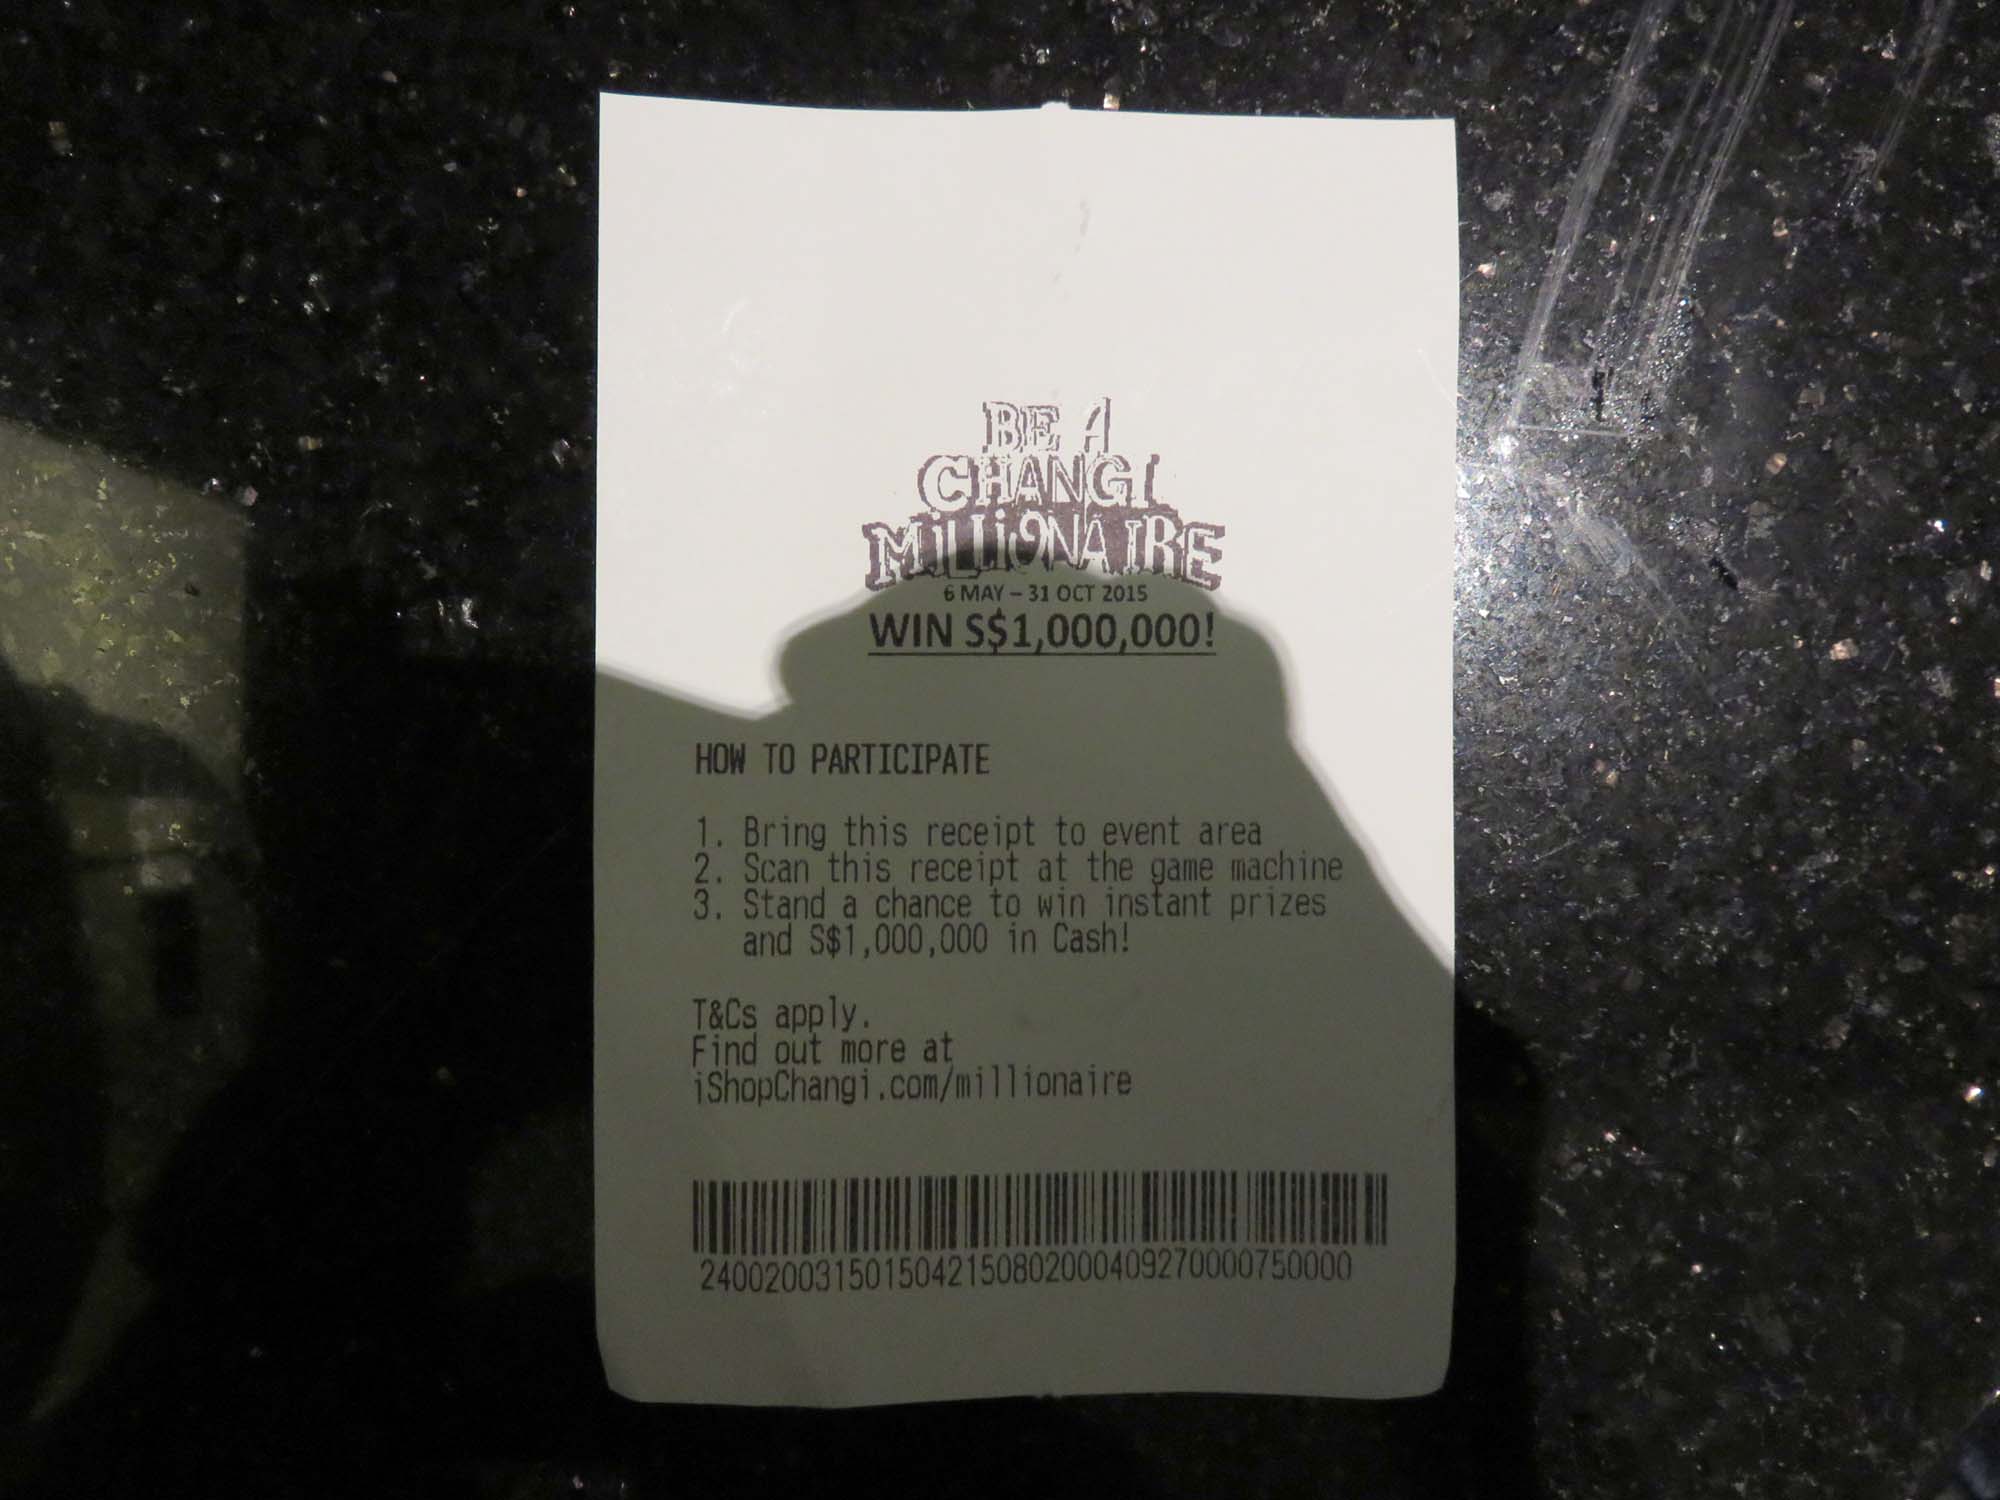 BE A
CHANGI
MILLiONAIRE
6 MAY – 31 OCT 2015
WIN S$1,000,000!
HOW TO PARTICIPATE
1. Bring this receipt to event area
2. Scan this receipt at the game machine
3. Stand a chance to win instant prizes
and S$1,000,000 in Cash!
T&Cs apply.
Find out more at
iShopChangi.com/millionaire
2400200315015042150802000409270000750000